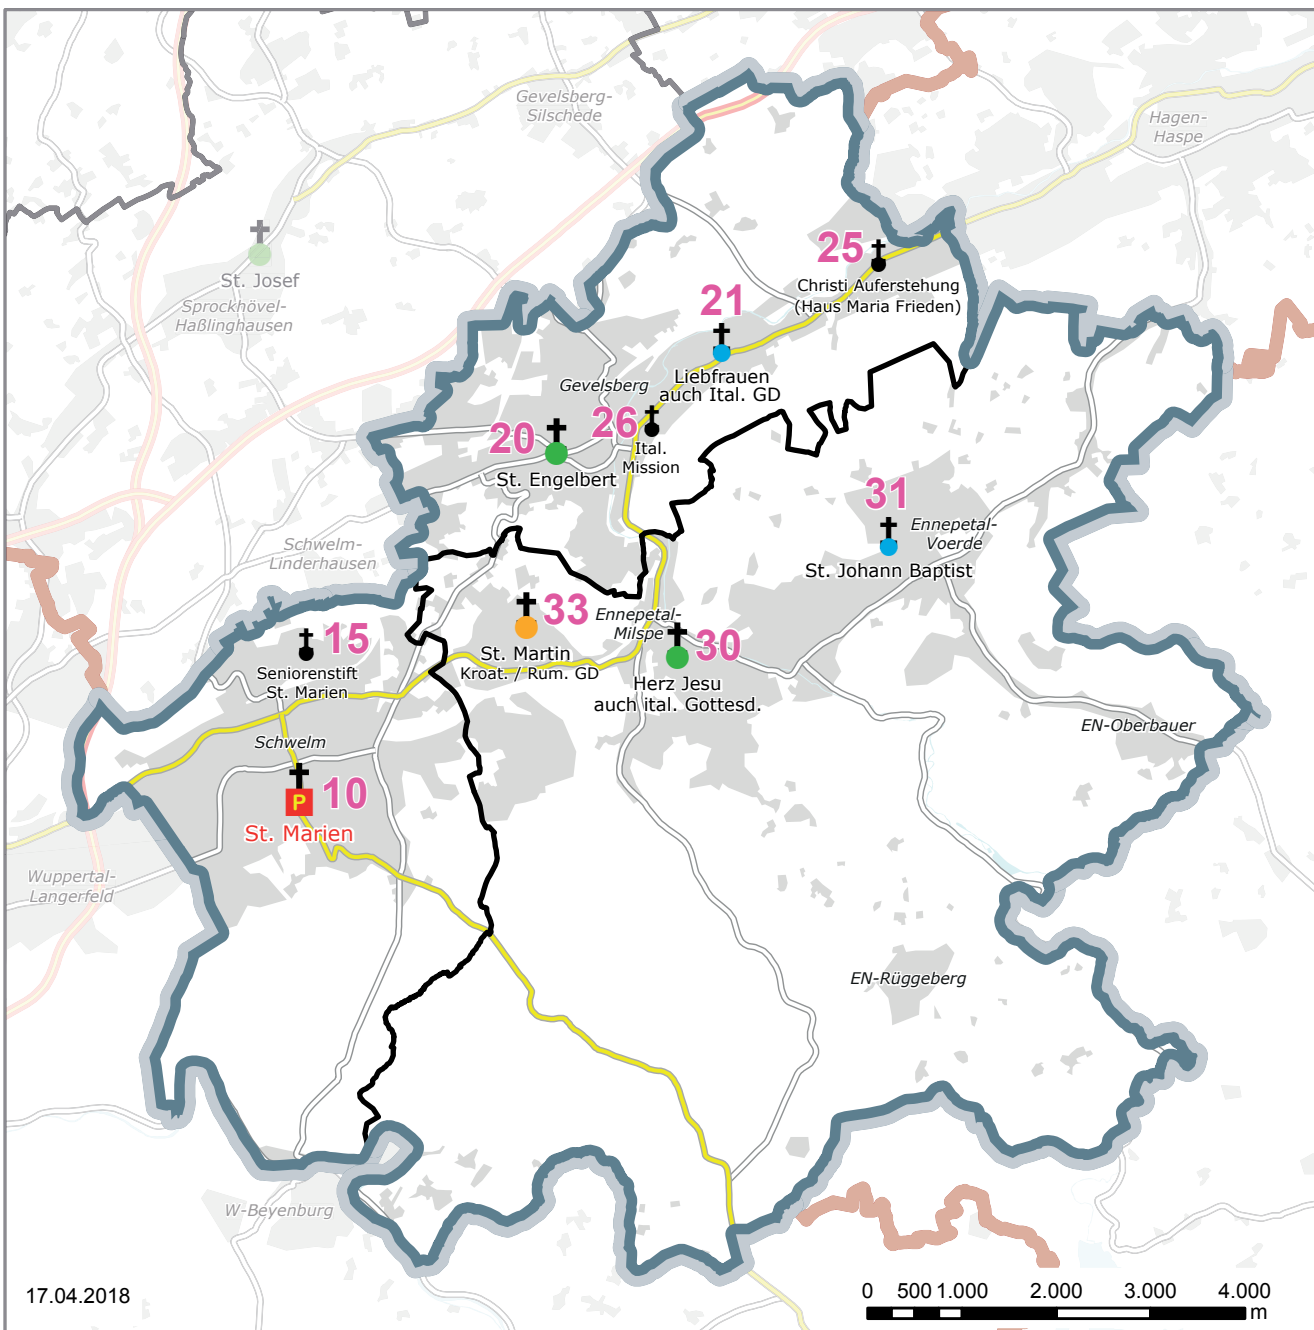 Gevelsberg-
Silschede
Hagen-
Haspe
St. Josef
Sprockhövel-
Haßlinghausen
25
Christi Auferstehung
(Haus Maria Frieden)
21
Liebfrauen
auch Ital. GD
Gevelsberg
26
Ital.
Mission
20
St. Engelbert
31
Ennepetal-
Voerde
St. Johann Baptist
Schwelm-
Linderhausen
33
St. Martin
Kroat. / Rum. GD
Ennepetal-
Milspe
30
Herz Jesu
auch ital. Gottesd.
15
Seniorenstift
St. Marien
Schwelm
P
10
St. Marien
EN-Oberbauer
Wuppertal-
Langerfeld
EN-Rüggeberg
W-Beyenburg
17.04.2018
0 500 1.000 2.000 3.000 4.000
m